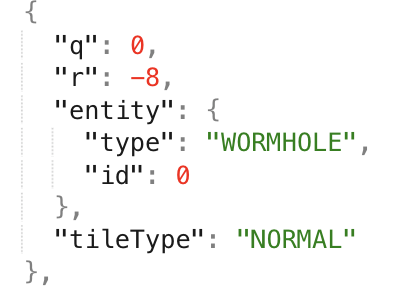 {
"q": 0,
"r": -8,
"entity": {
"type": "WORMHOLE",
"id": 0
},
"tileType": "NORMAL"
},